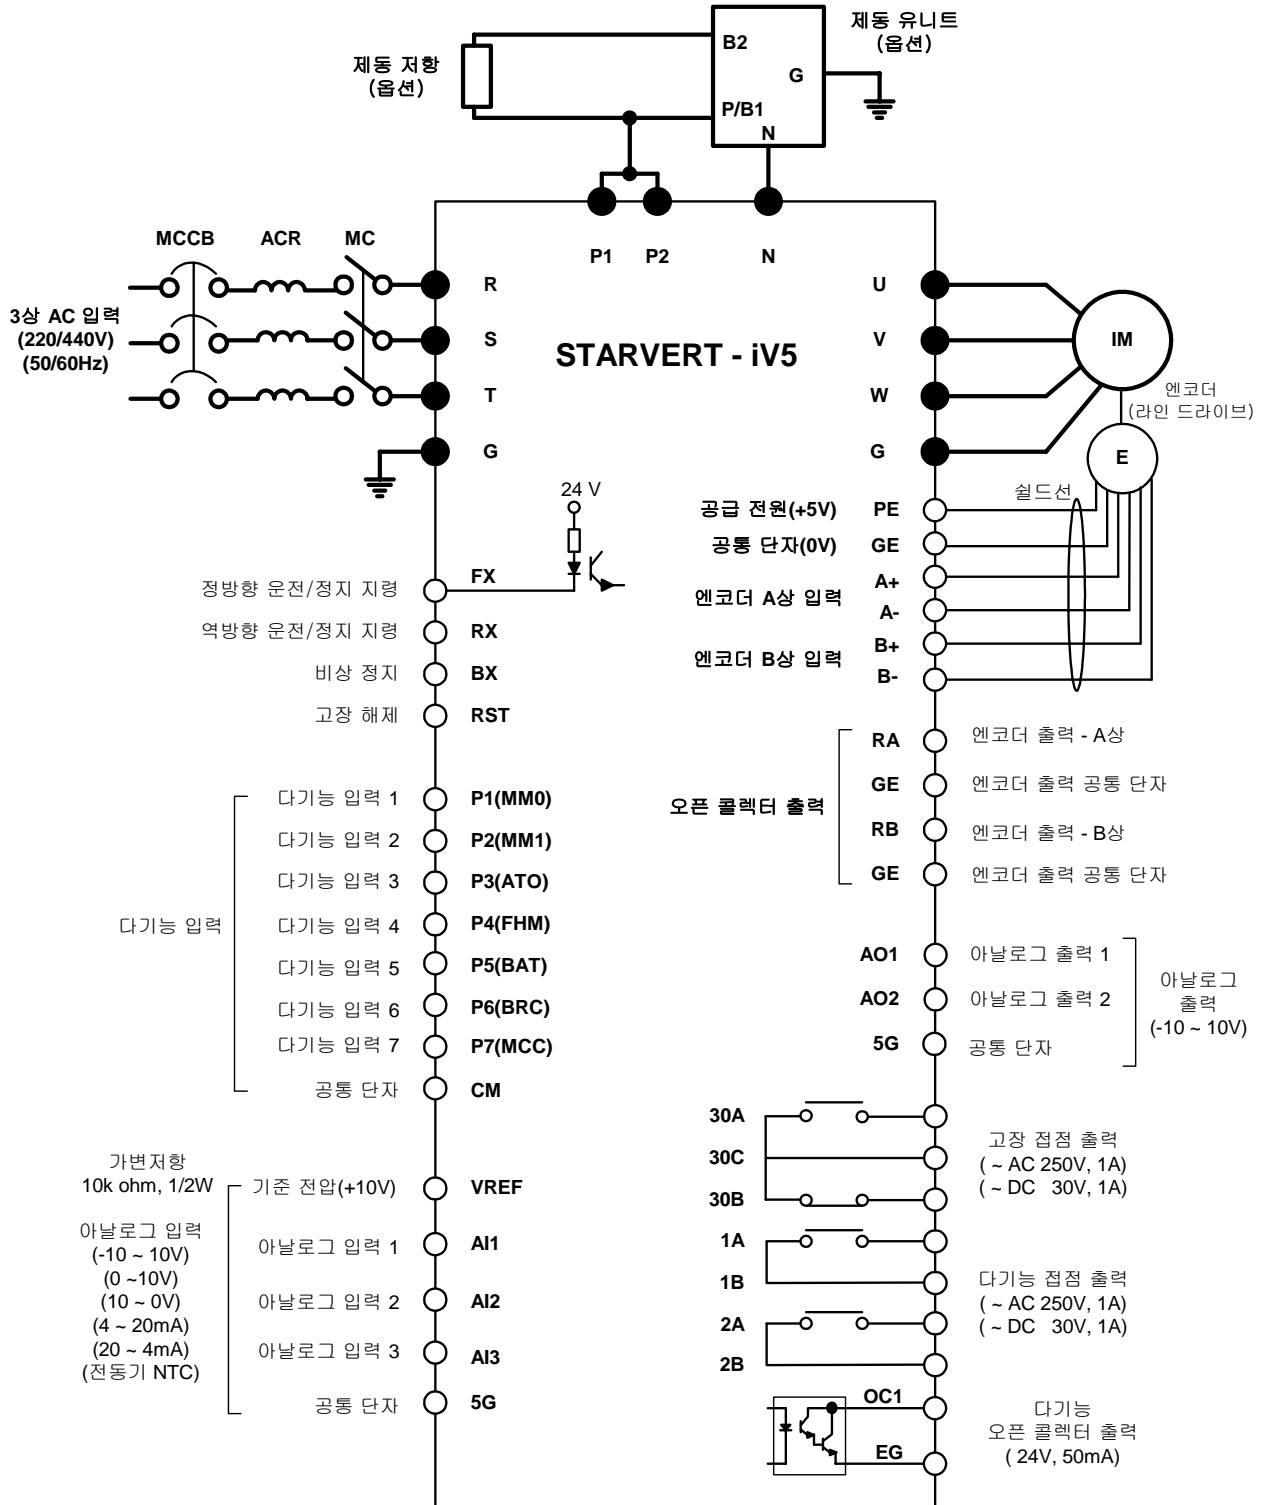 제동 유니트
(옵션)
B2
G
P/B1
N
제동 저항
(옵션)
MCCB ACR MC
P1 P2 N
3상 AC 입력
(220/440V)
(50/60Hz)
R
S
T
G
STARVERT - iV5
U
V
W
G
IM
엔코더
(라인 드라이브)
E
쉴드선
24 V
정방향 운전/정지 지령 FX
역방향 운전/정지 지령 RX
비상 정지 BX
고장 해제 RST
공급 전원(+5V) PE
공통 단자(0V) GE
엔코더 A상 입력
A+
A-
엔코더 B상 입력
B+
B-
오픈 콜렉터 출력
RA 엔코더 출력 - A상
GE 엔코더 출력 공통 단자
RB 엔코더 출력 - B상
GE 엔코더 출력 공통 단자
다기능 입력
다기능 입력 1 P1(MM0)
다기능 입력 2 P2(MM1)
다기능 입력 3 P3(ATO)
다기능 입력 4 P4(FHM)
다기능 입력 5 P5(BAT)
다기능 입력 6 P6(BRC)
다기능 입력 7 P7(MCC)
공통 단자 CM
AO1 아날로그 출력 1
AO2 아날로그 출력 2
5G 공통 단자
아날로그
출력
(-10 ~ 10V)
가변저항
10k ohm, 1/2W
아날로그 입력
(-10 ~ 10V)
(0 ~10V)
(10 ~ 0V)
(4 ~ 20mA)
(20 ~ 4mA)
(전동기 NTC)
기준 전압(+10V) VREF
아날로그 입력 1 AI1
아날로그 입력 2 AI2
아날로그 입력 3 AI3
공통 단자 5G
30A
30C
30B
고장 접점 출력
( ~ AC 250V, 1A)
( ~ DC 30V, 1A)
1A
1B
2A
2B
다기능 접점 출력
( ~ AC 250V, 1A)
( ~ DC 30V, 1A)
OC1
EG
다기능
오픈 콜렉터 출력
( 24V, 50mA)